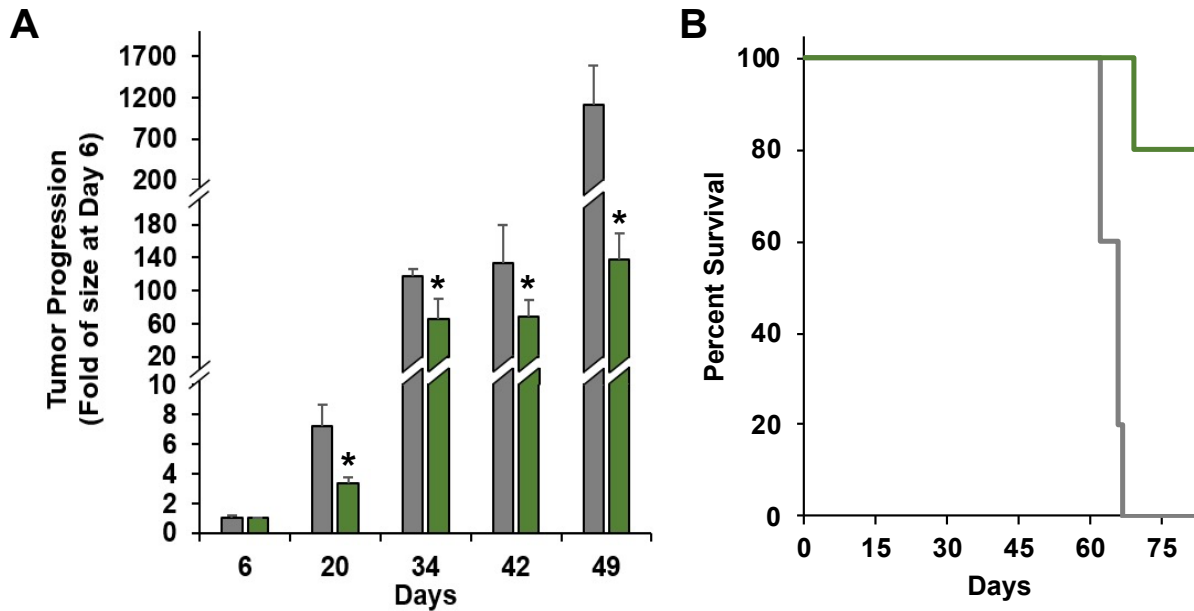 A
Tumor Progression
(Fold of size at Day 6)
1700
1200
700
200
180
140
100
60
20
10
8
6
4
2
0
*
*
*
*
6 20 34 42 49
Days
B
Percent Survival
100
80
60
40
20
0
0 15 30 45 60 75
Days